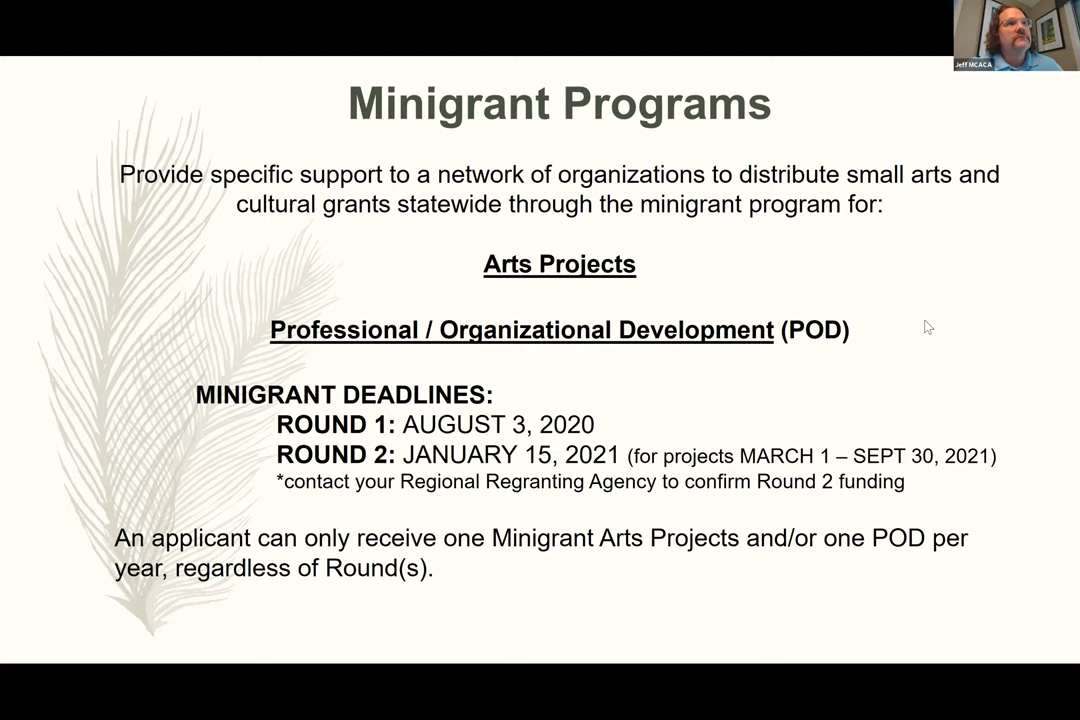 Jeff MCACA
Minigrant Programs
Provide specific support to a network of organizations to distribute small arts and
cultural grants statewide through the minigrant program for:
Arts Projects
Professional / Organizational Development (POD)
MINIGRANT DEADLINES:
ROUND 1: AUGUST 3, 2020
ROUND 2: JANUARY 15, 2021 (for projects MARCH 1 – SEPT 30, 2021)
*contact your Regional Regranting Agency to confirm Round 2 funding
An applicant can only receive one Minigrant Arts Projects and/or one POD per
year, regardless of Round(s).